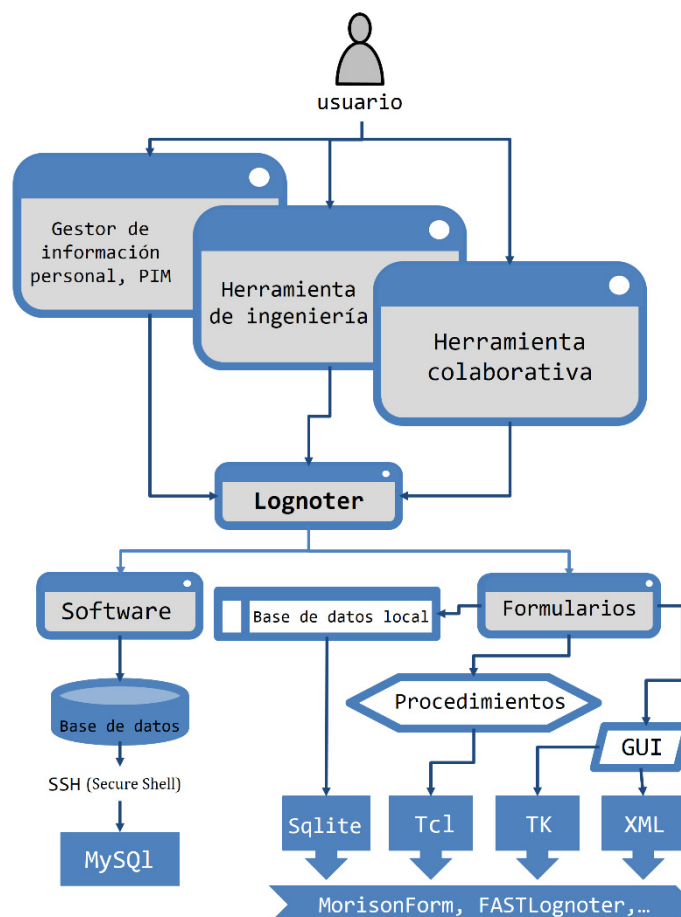 usuario
Gestor de
información
personal, PIM
Herramienta
de ingeniería
Herramienta
colaborativa
Lognoter
Software
Base de datos local
Formularios
Procedimientos
Base de datos
GUI
SSH (Secure Shell)
Sqlite
Tcl
TK
XML
MySQl
MorisonForm, FASTLognoter,…